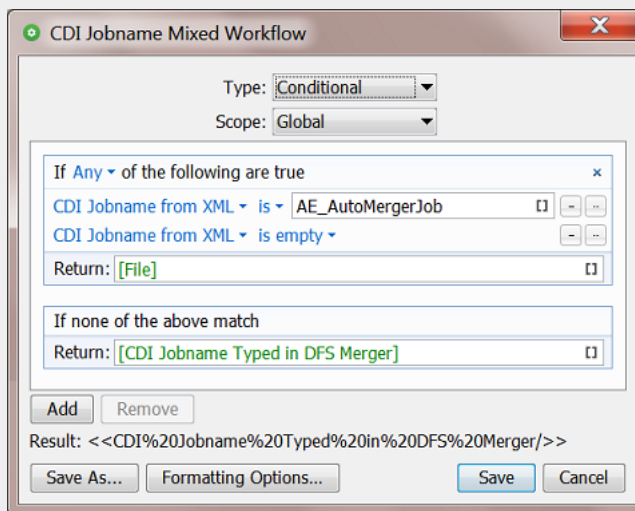 CDI Jobname Mixed Workflow
Type: Conditional
Scope: Global
If Any of the following are true
CDI Jobname from XML is AE_AutoMergerJob
CDI Jobname from XML is empty
Return: [File]
If none of the above match
Return: [CDI Jobname Typed in DFS Merger]
Add Remove
Result: <<CDI%20Jobname%20Typed%20in%20DFS%20Merger/>>
Save As... Formatting Options... Save Cancel